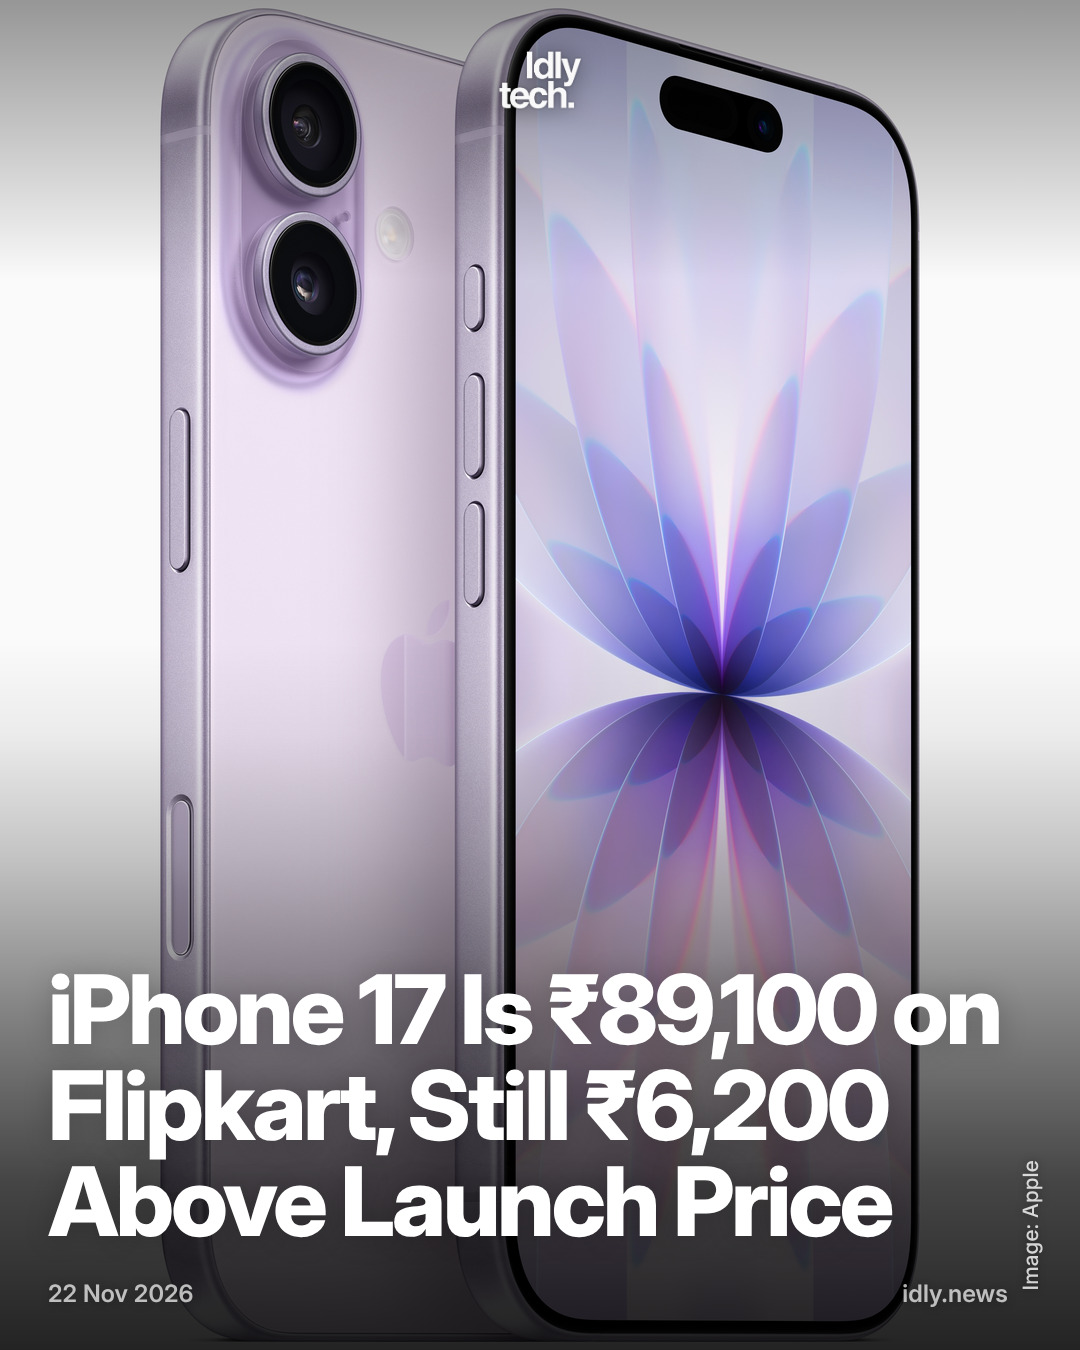 Idly
tech.
iPhone 17 Is ₹89,100 on
Flipkart, Still ₹6,200
Above Launch Price
Image: Apple
22 Nov 2026
idly.news